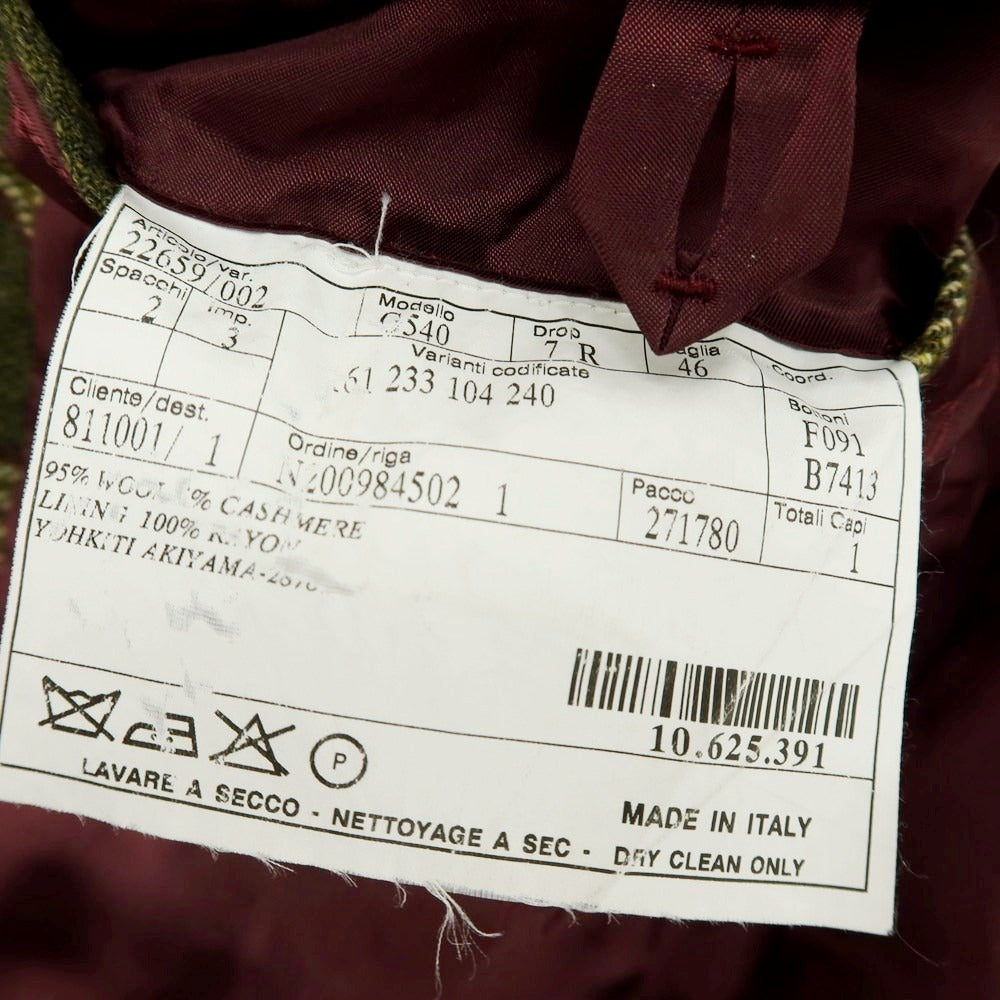 Articolo/var.
22659/002
Modello
G540
Drop
7 R
46
Coord.
Spacchi
2
Imp.
3
Varianti codificate
61 233 104 240
Bottoni
F091
B7413
Cliente/dest.
811001/ 1
Ordine/riga
N200984502 1
Pacco
271780
Totali Capi
1
95% WOOL % CASHMERE
LINING 100% RAYON
YOHKITI AKIYAMA
10.625.391
P
LAVARE A SECCO - NETTOYAGE A SEC - DRY CLEAN ONLY
MADE IN ITALY